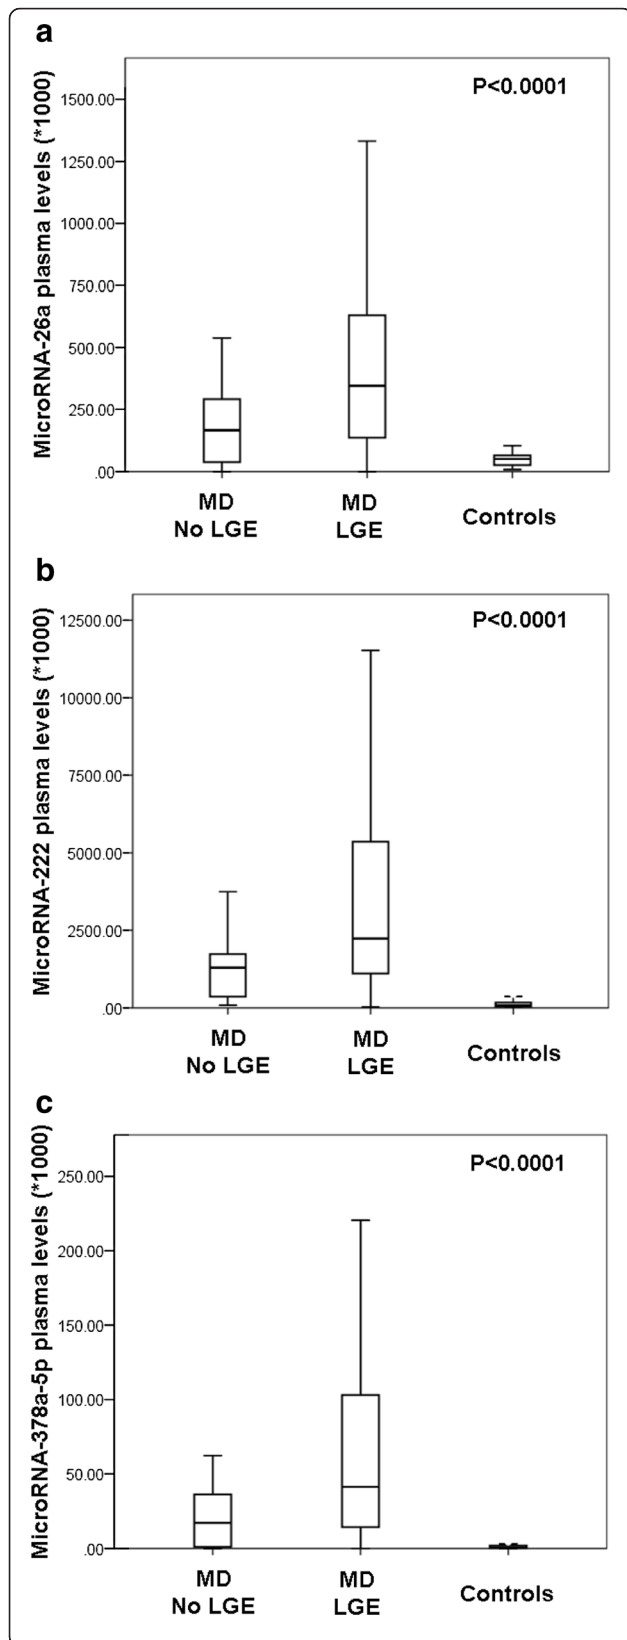 a
P<0.0001
MicroRNA-26a plasma levels (*1000)
1500.00
1250.00
1000.00
750.00
500.00
250.00
.00
MD
No LGE
MD
LGE
Controls
b
P<0.0001
MicroRNA-222 plasma levels (*1000)
12500.00
10000.00
7500.00
5000.00
2500.00
.00
MD
No LGE
MD
LGE
Controls
c
P<0.0001
MicroRNA-378a-5p plasma levels (*1000)
250.00
200.00
150.00
100.00
50.00
.00
MD
No LGE
MD
LGE
Controls